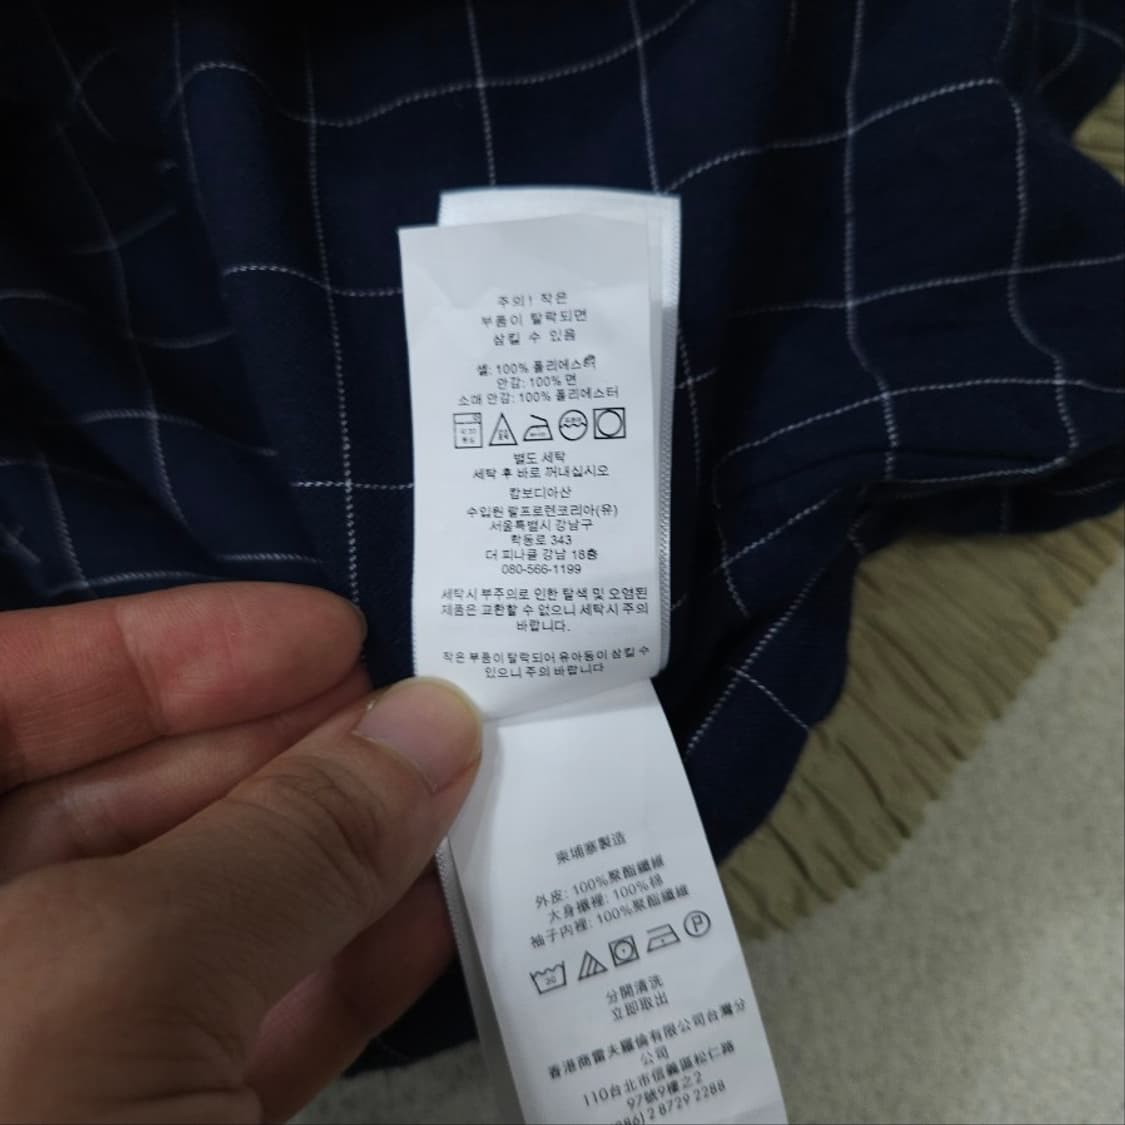 주의! 작은
부품이 탈락되면
삼킬 수 있음
셸: 100% 폴리에스터
안감: 100% 면
소매 안감: 100% 폴리에스터
별도 세탁
세탁 후 바로 꺼내십시오
캄보디아산
수입원 랄프로렌코리아(유)
서울특별시 강남구
학동로 343
더 피나클 강남 18층
080-566-1199
세탁시 부주의로 인한 탈색 및 오염된
제품은 교환할 수 없으니 세탁시 주의
바랍니다.
작은 부품이 탈락되어 유아동이 삼킬 수
있으니 주의 바랍니다
柬埔寨製造
外皮: 100%聚酯纖維
大身襯裡: 100%棉
袖子內裡: 100%聚酯纖維
30
P
分開清洗
立即取出
香港商雷夫羅倫有限公司台灣分
公司
110台北市信義區松仁路
97號9樓之2
886) 2 8729 2288